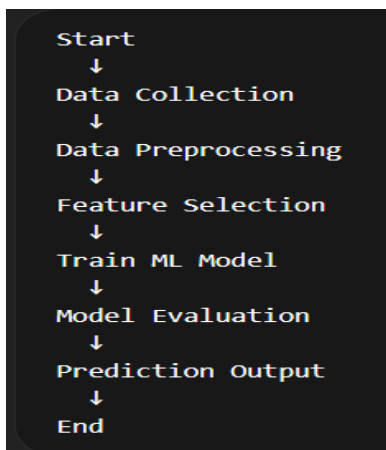 Start
↓
Data Collection
↓
Data Preprocessing
↓
Feature Selection
↓
Train ML Model
↓
Model Evaluation
↓
Prediction Output
↓
End